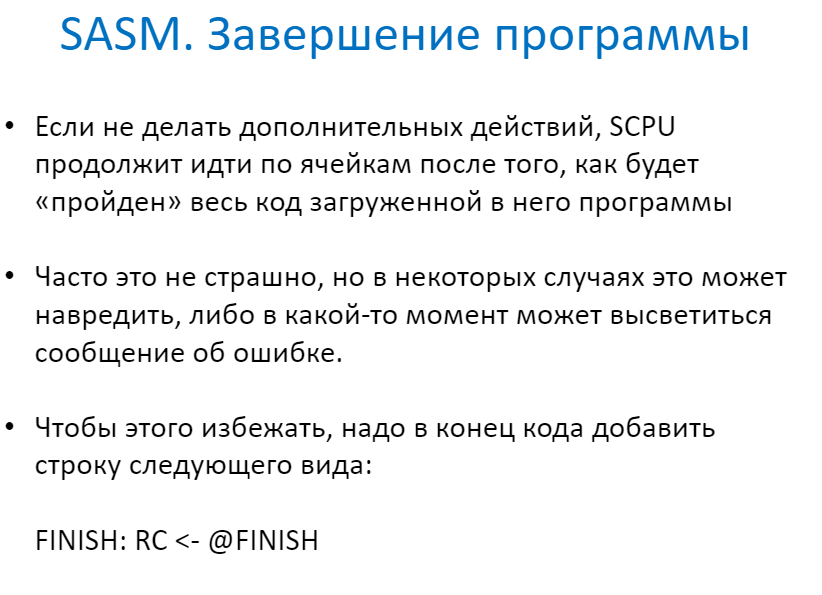 SASM. Завершение программы
• Если не делать дополнительных действий, SCPU
продолжит идти по ячейкам после того, как будет
«пройден» весь код загруженной в него программы
• Часто это не страшно, но в некоторых случаях это может
навредить, либо в какой-то момент может высветиться
сообщение об ошибке.
• Чтобы этого избежать, надо в конец кода добавить
строку следующего вида:
FINISH: RC <- @FINISH